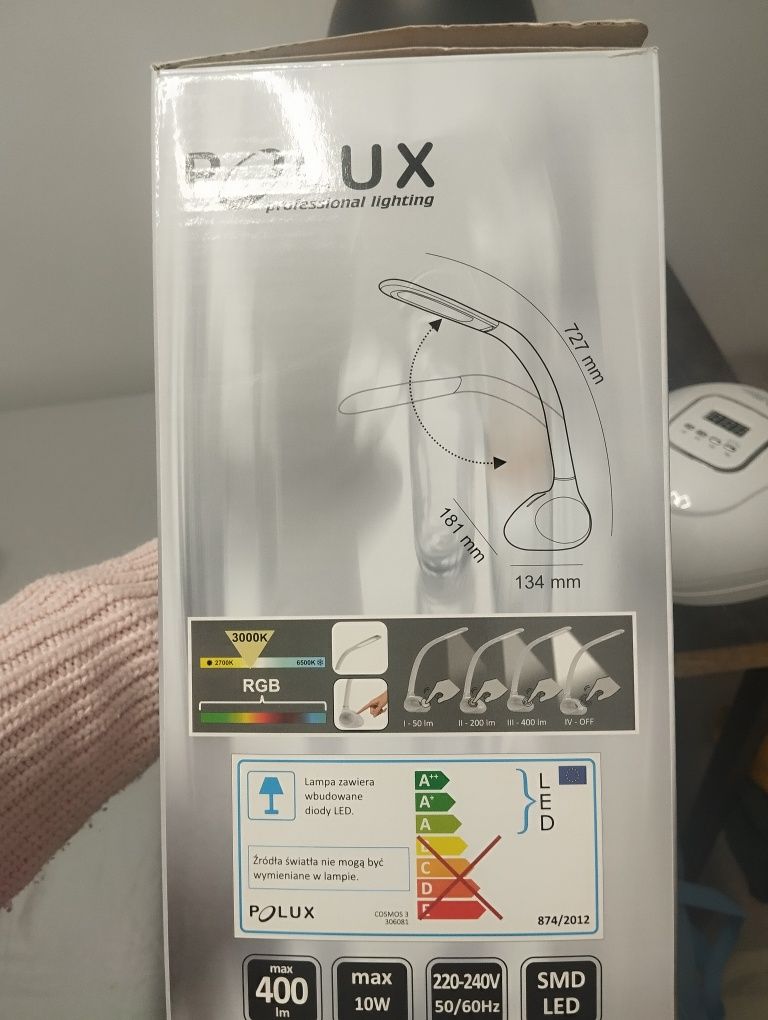 POLUX
professional lighting
727 mm
181 mm
134 mm
3000K
2700K
6500K
RGB
I - 50 lm
II - 200 lm
III - 400 lm
IV - OFF
Lampa zawiera
wbudowane
diody LED.
A++
A+
A
C
D
E
LED
Źródła światła nie mogą być
wymieniane w lampie.
POLUX
COSMOS 3
306081
874/2012
max
400
lm
max
10W
220-240V
50/60Hz
SMD
LED